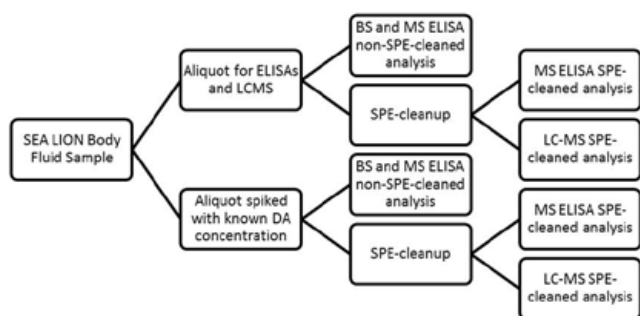 SEA LION Body
Fluid Sample
Aliquot for ELISAs
and LCMS
BS and MS ELISA
non-SPE-cleaned
analysis
SPE-cleanup
MS ELISA SPE-
cleaned analysis
LC-MS SPE-
cleaned analysis
Aliquot spiked
with known DA
concentration
BS and MS ELISA
non-SPE-cleaned
analysis
SPE-cleanup
MS ELISA SPE-
cleaned analysis
LC-MS SPE-
cleaned analysis